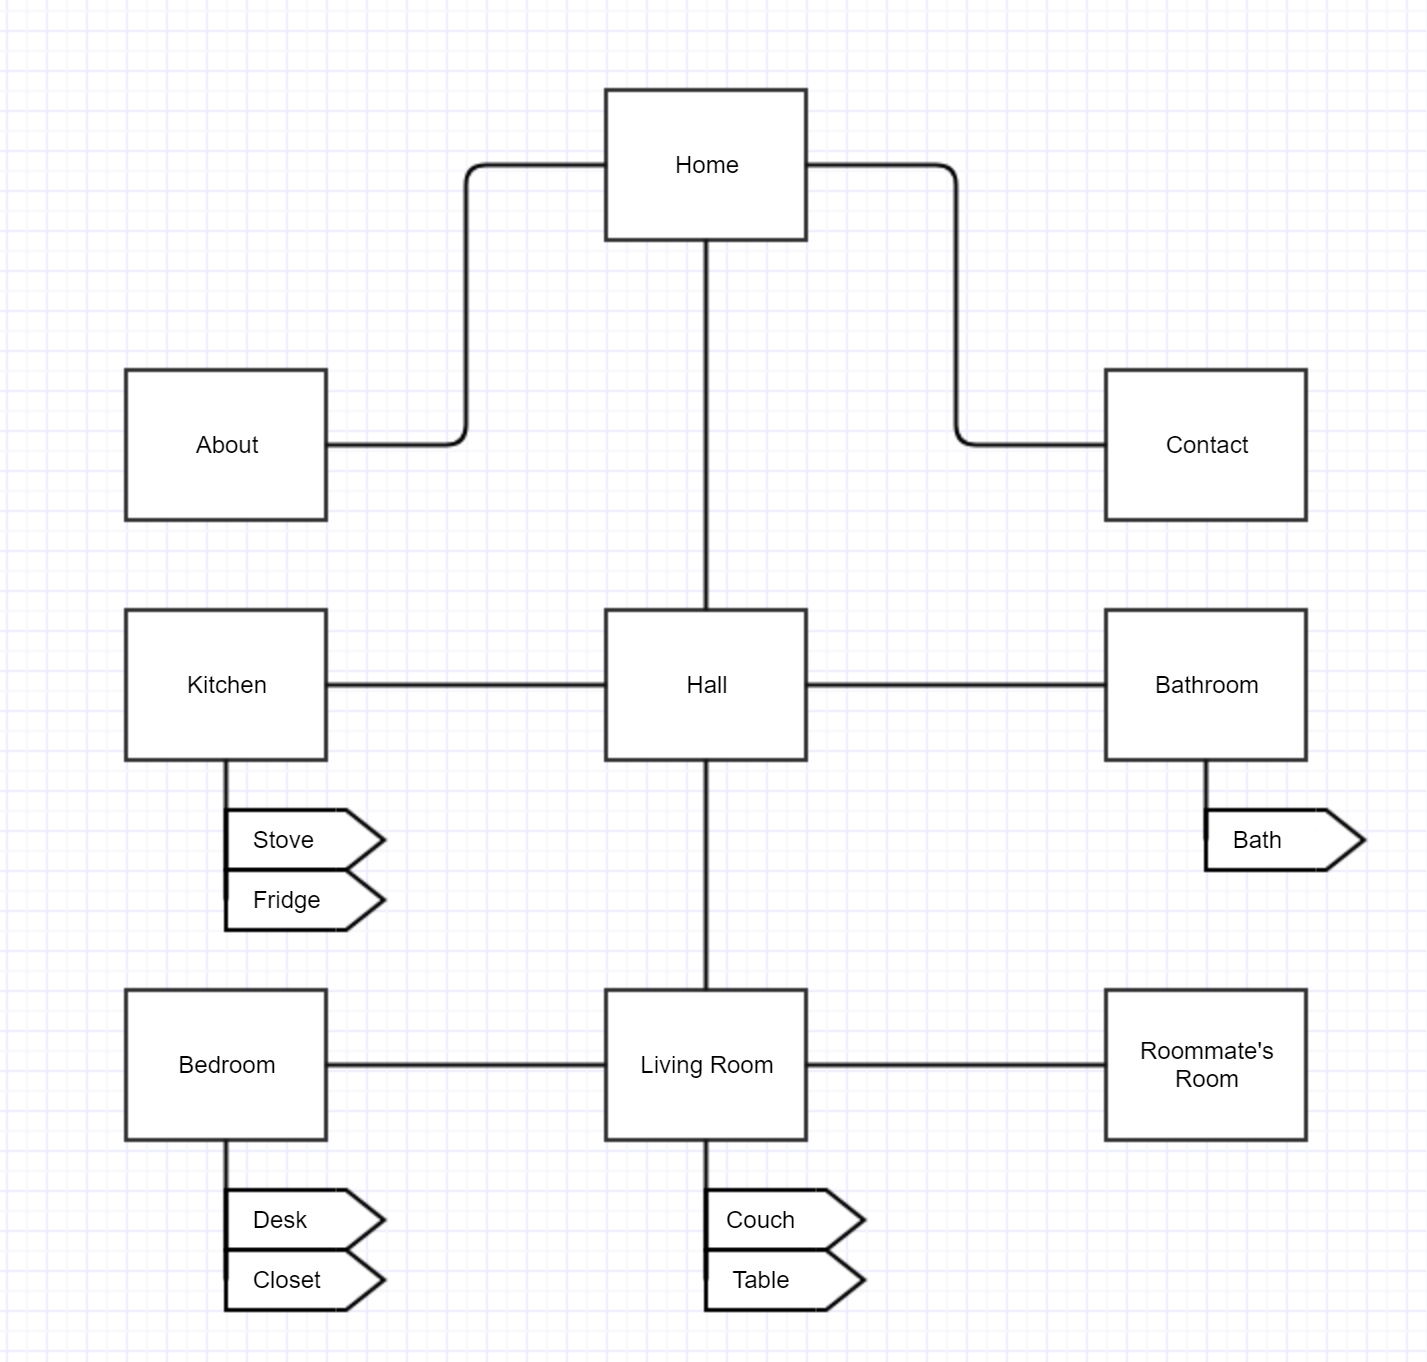 Home
About
Contact
Kitchen
Hall
Bathroom
Stove
Bath
Fridge
Bedroom
Living Room
Roommate's
Room
Desk
Couch
Closet
Table